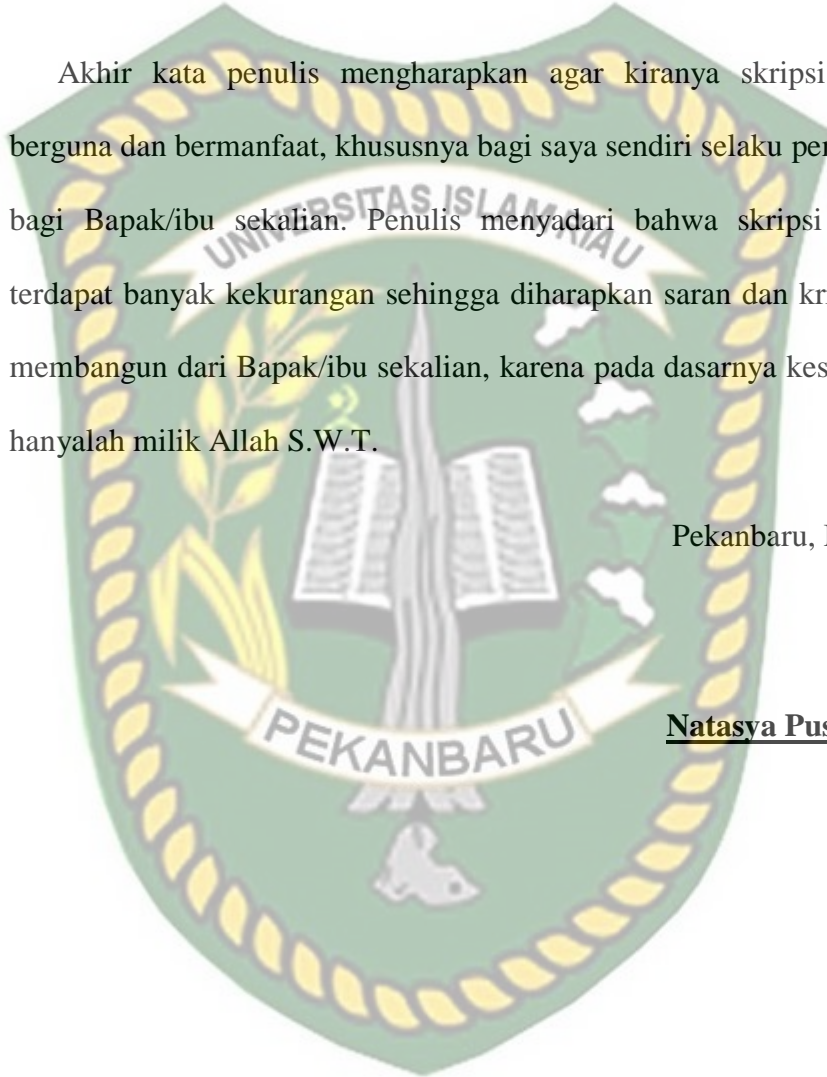 Akhir kata penulis mengharapkan agar kiranya skripsi
berguna dan bermanfaat, khususnya bagi saya sendiri selaku
bagi Bapak/ibu sekalian. Penulis menyadari bahwa skripsi
UNIVERSITAS ISLAM RIAU
terdapat banyak kekurangan sehingga diharapkan saran dan
membangun dari Bapak/ibu sekalian, karena pada dasarnya
hanyalah milik Allah S.W.T.
Pekanbaru,
Natasya
PEKANBARU